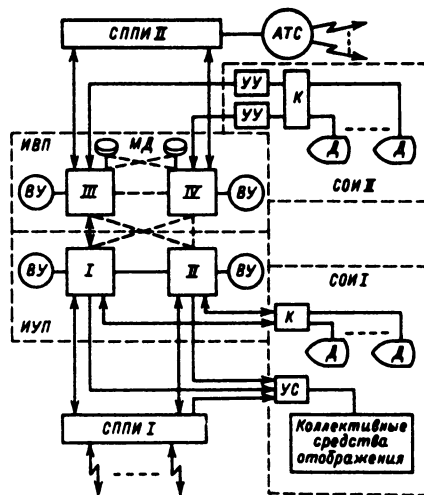 СППИ II
АТС
УУ
К
УУ
ИВП
МД
Д
Д
ВУ
III
IV
ВУ
СОИ II
ВУ
I
II
ВУ
СОИ I
ИУП
К
Д
Д
УС
СППИ I
Коллективные
средства
отображения